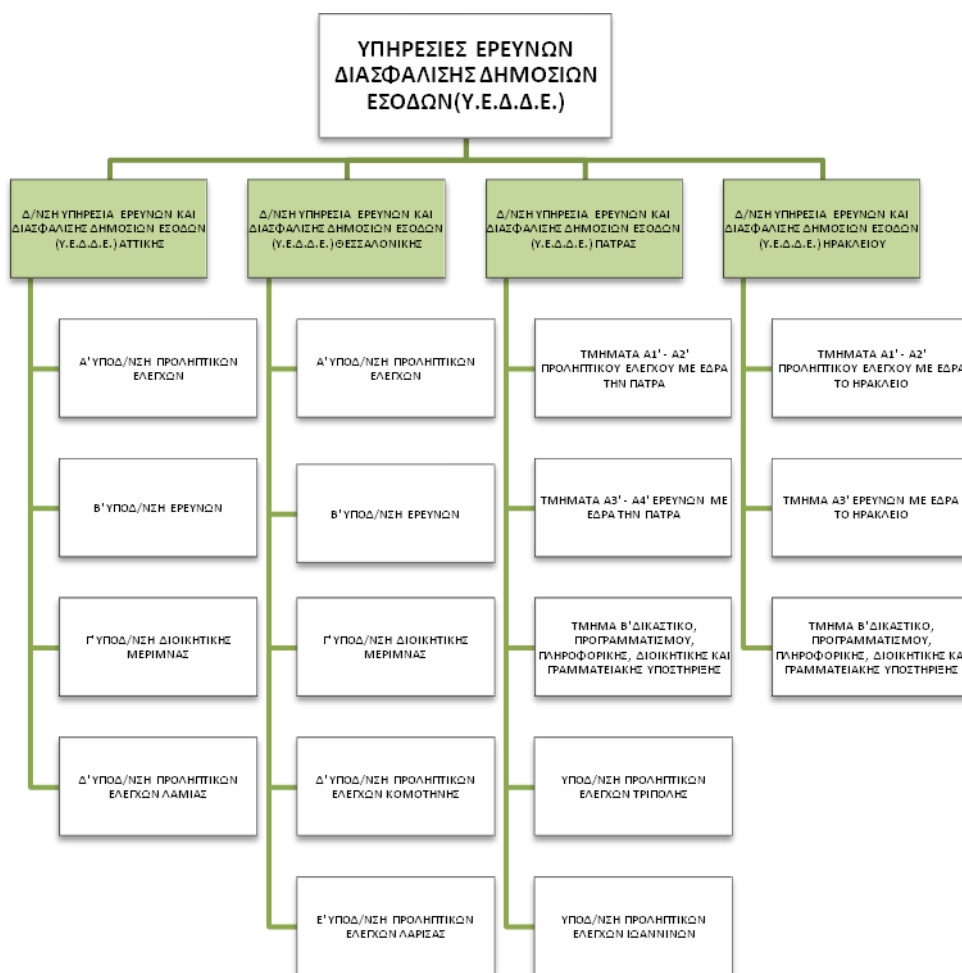 ΥΠΗΡΕΣΙΕΣ ΕΡΕΥΝΩΝ
ΔΙΑΣΦΑΛΙΣΗΣ ΔΗΜΟΣΙΩΝ
ΕΣΟΔΩΝ(Υ.Ε.Δ.Δ.Ε.)
Δ/ΝΣΗ ΥΠΗΡΕΣΙΑ ΕΡΕΥΝΩΝ ΚΑΙ
ΔΙΑΣΦΑΛΙΣΗΣ ΔΗΜΟΣΙΩΝ ΕΣΟΔΩΝ
(Υ.Ε.Δ.Δ.Ε.) ΑΤΤΙΚΗΣ
Α' ΥΠΟΔ/ΝΣΗ ΠΡΟΛΗΠΤΙΚΩΝ
ΕΛΕΓΧΩΝ
Β' ΥΠΟΔ/ΝΣΗ ΕΡΕΥΝΩΝ
Γ' ΥΠΟΔ/ΝΣΗ ΔΙΟΙΚΗΤΙΚΗΣ
ΜΕΡΙΜΝΑΣ
Δ' ΥΠΟΔ/ΝΣΗ ΠΡΟΛΗΠΤΙΚΩΝ
ΕΛΕΓΧΩΝ ΛΑΜΙΑΣ
Δ/ΝΣΗ ΥΠΗΡΕΣΙΑ ΕΡΕΥΝΩΝ ΚΑΙ
ΔΙΑΣΦΑΛΙΣΗΣ ΔΗΜΟΣΙΩΝ ΕΣΟΔΩΝ
(Υ.Ε.Δ.Δ.Ε.) ΘΕΣΣΑΛΟΝΙΚΗΣ
Α' ΥΠΟΔ/ΝΣΗ ΠΡΟΛΗΠΤΙΚΩΝ
ΕΛΕΓΧΩΝ
Β' ΥΠΟΔ/ΝΣΗ ΕΡΕΥΝΩΝ
Γ' ΥΠΟΔ/ΝΣΗ ΔΙΟΙΚΗΤΙΚΗΣ
ΜΕΡΙΜΝΑΣ
Δ' ΥΠΟΔ/ΝΣΗ ΠΡΟΛΗΠΤΙΚΩΝ
ΕΛΕΓΧΩΝ ΚΟΜΟΤΗΝΗΣ
Ε' ΥΠΟΔ/ΝΣΗ ΠΡΟΛΗΠΤΙΚΩΝ
ΕΛΕΓΧΩΝ ΛΑΡΙΣΑΣ
Δ/ΝΣΗ ΥΠΗΡΕΣΙΑ ΕΡΕΥΝΩΝ ΚΑΙ
ΔΙΑΣΦΑΛΙΣΗΣ ΔΗΜΟΣΙΩΝ ΕΣΟΔΩΝ
(Υ.Ε.Δ.Δ.Ε.) ΠΑΤΡΑΣ
ΤΜΗΜΑΤΑ Α1' - Α2'
ΠΡΟΛΗΠΤΙΚΟΥ ΕΛΕΓΧΟΥ ΜΕ ΕΔΡΑ
ΤΗΝ ΠΑΤΡΑ
ΤΜΗΜΑΤΑ Α3' - Α4' ΕΡΕΥΝΩΝ ΜΕ
ΕΔΡΑ ΤΗΝ ΠΑΤΡΑ
ΤΜΗΜΑ Β' ΔΙΚΑΣΤΙΚΟ,
ΠΡΟΓΡΑΜΜΑΤΙΣΜΟΥ,
ΠΛΗΡΟΦΟΡΙΚΗΣ, ΔΙΟΙΚΗΤΙΚΗΣ ΚΑΙ
ΓΡΑΜΜΑΤΕΙΑΚΗΣ ΥΠΟΣΤΗΡΙΞΗΣ
ΥΠΟΔ/ΝΣΗ ΠΡΟΛΗΠΤΙΚΩΝ
ΕΛΕΓΧΩΝ ΤΡΙΠΟΛΗΣ
ΥΠΟΔ/ΝΣΗ ΠΡΟΛΗΠΤΙΚΩΝ
ΕΛΕΓΧΩΝ ΙΩΑΝΝΙΝΩΝ
Δ/ΝΣΗ ΥΠΗΡΕΣΙΑ ΕΡΕΥΝΩΝ ΚΑΙ
ΔΙΑΣΦΑΛΙΣΗΣ ΔΗΜΟΣΙΩΝ ΕΣΟΔΩΝ
(Υ.Ε.Δ.Δ.Ε.) ΗΡΑΚΛΕΙΟΥ
ΤΜΗΜΑΤΑ Α1' - Α2'
ΠΡΟΛΗΠΤΙΚΟΥ ΕΛΕΓΧΟΥ ΜΕ ΕΔΡΑ
ΤΟ ΗΡΑΚΛΕΙΟ
ΤΜΗΜΑ Α3' ΕΡΕΥΝΩΝ ΜΕ ΕΔΡΑ
ΤΟ ΗΡΑΚΛΕΙΟ
ΤΜΗΜΑ Β' ΔΙΚΑΣΤΙΚΟ,
ΠΡΟΓΡΑΜΜΑΤΙΣΜΟΥ,
ΠΛΗΡΟΦΟΡΙΚΗΣ, ΔΙΟΙΚΗΤΙΚΗΣ ΚΑΙ
ΓΡΑΜΜΑΤΕΙΑΚΗΣ ΥΠΟΣΤΗΡΙΞΗΣ